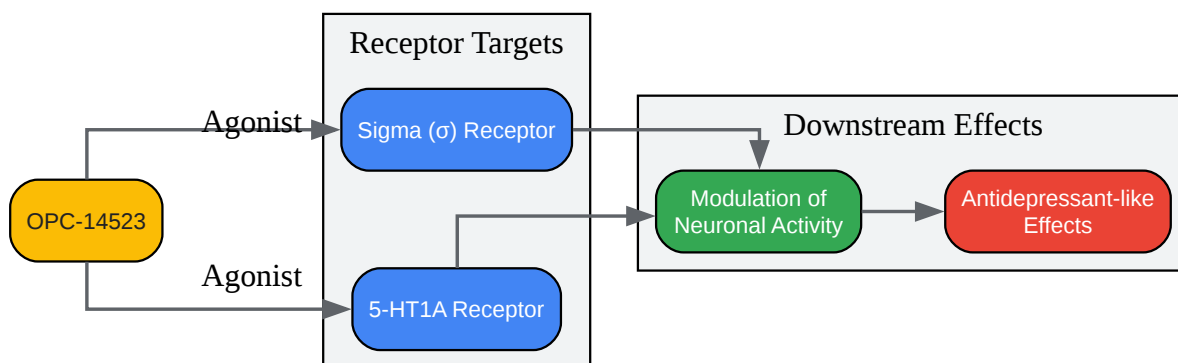 Receptor Targets
Agonist
Sigma (σ) Receptor
Downstream Effects
OPC-14523
Modulation of
Neuronal Activity
Antidepressant-like
Effects
Agonist
5-HT1A Receptor